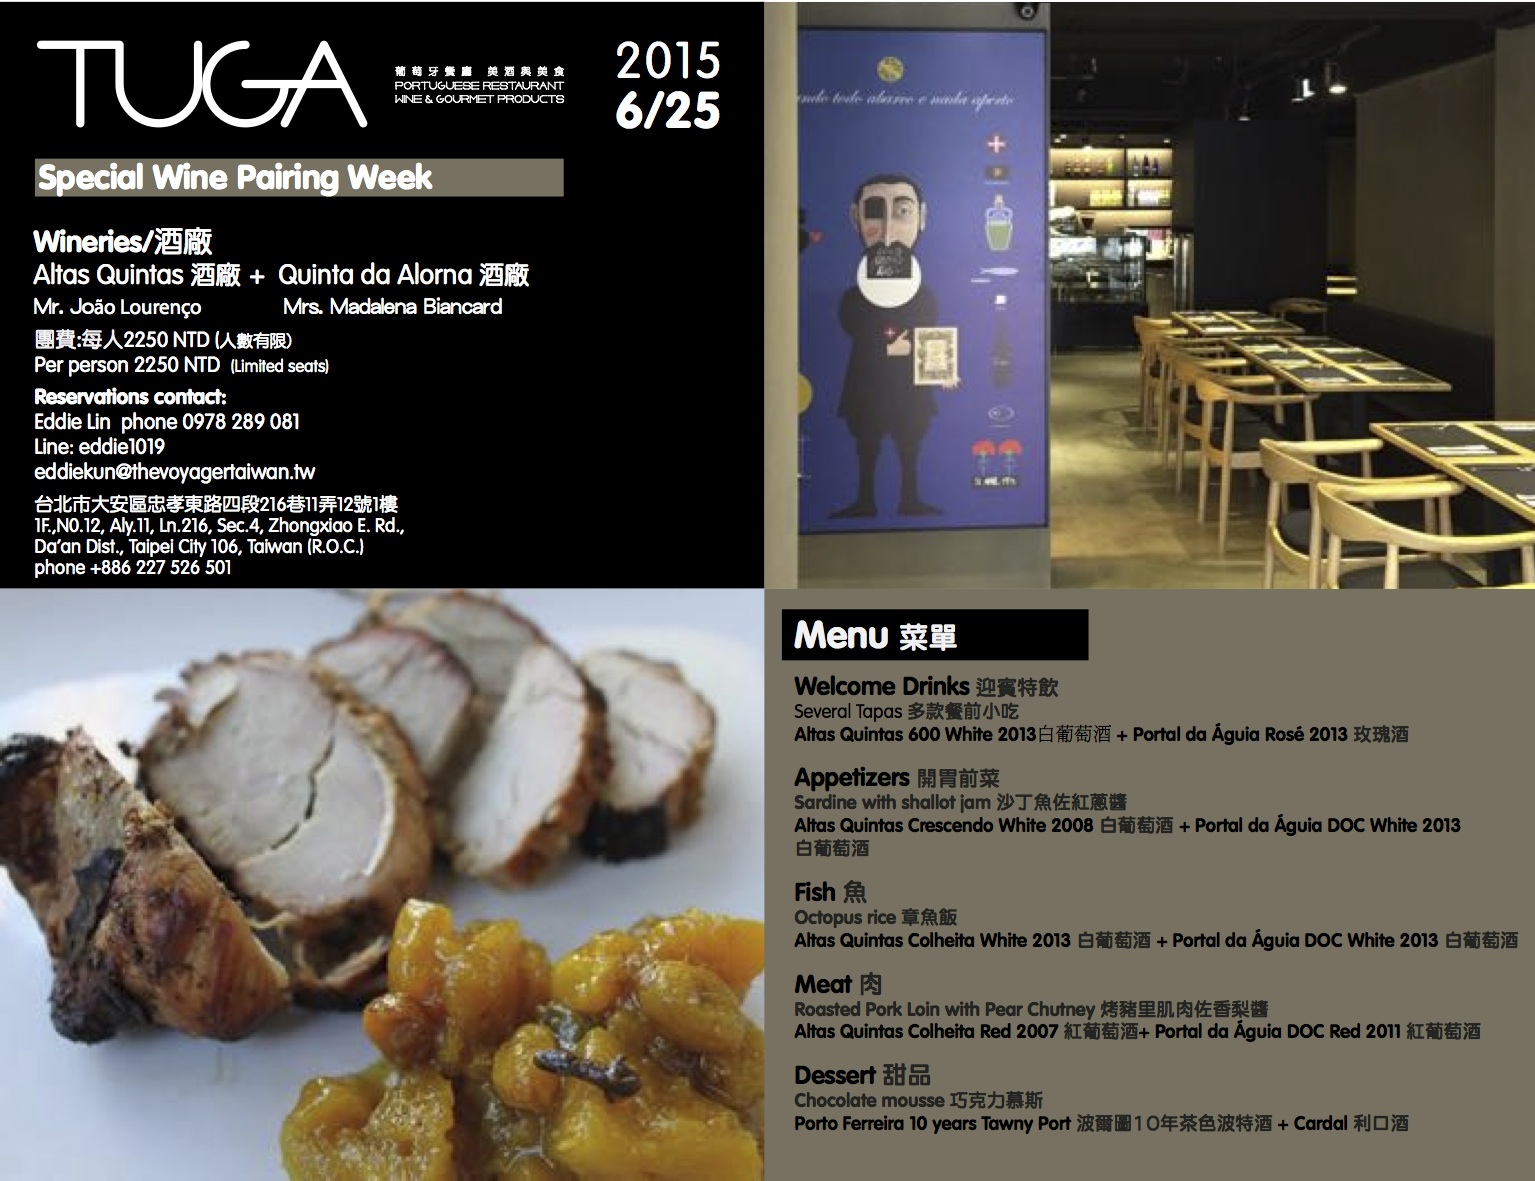 TUGA
葡萄牙餐廳 美酒與美食
PORTUGUESE RESTAURANT
WINE & GOURMET PRODUCTS
2015
6/25
Special Wine Pairing Week
Wineries/酒廠
Altas Quintas 酒廠 + Quinta da Alorna 酒廠
Mr. João Lourenço Mrs. Madalena Biancard
團費:每人2250 NTD (人數有限)
Per person 2250 NTD (Limited seats)
Reservations contact:
Eddie Lin phone 0978 289 081
Line: eddie1019
eddiekun@thevoyagertaiwan.tw
台北市大安區忠孝東路四段216巷11弄12號1樓
1F.,N0.12, Aly.11, Ln.216, Sec.4, Zhongxiao E. Rd.,
Da'an Dist., Taipei City 106, Taiwan (R.O.C.)
phone +886 227 526 501
todo abarco e nada aperto
Menu 菜單
Welcome Drinks 迎賓特飲
Several Tapas 多款餐前小吃
Altas Quintas 600 White 2013白葡萄酒 + Portal da Águia Rosé 2013 玫瑰酒
Appetizers 開胃前菜
Sardine with shallot jam 沙丁魚佐紅蔥醬
Altas Quintas Crescendo White 2008 白葡萄酒 + Portal da Águia DOC White 2013
白葡萄酒
Fish 魚
Octopus rice 章魚飯
Altas Quintas Colheita White 2013 白葡萄酒 + Portal da Águia DOC White 2013 白葡萄酒
Meat 肉
Roasted Pork Loin with Pear Chutney 烤豬里肌肉佐香梨醬
Altas Quintas Colheita Red 2007 紅葡萄酒+ Portal da Águia DOC Red 2011 紅葡萄酒
Dessert 甜品
Chocolate mousse 巧克力慕斯
Porto Ferreira 10 years Tawny Port 波爾圖10年茶色波特酒 + Cardal 利口酒